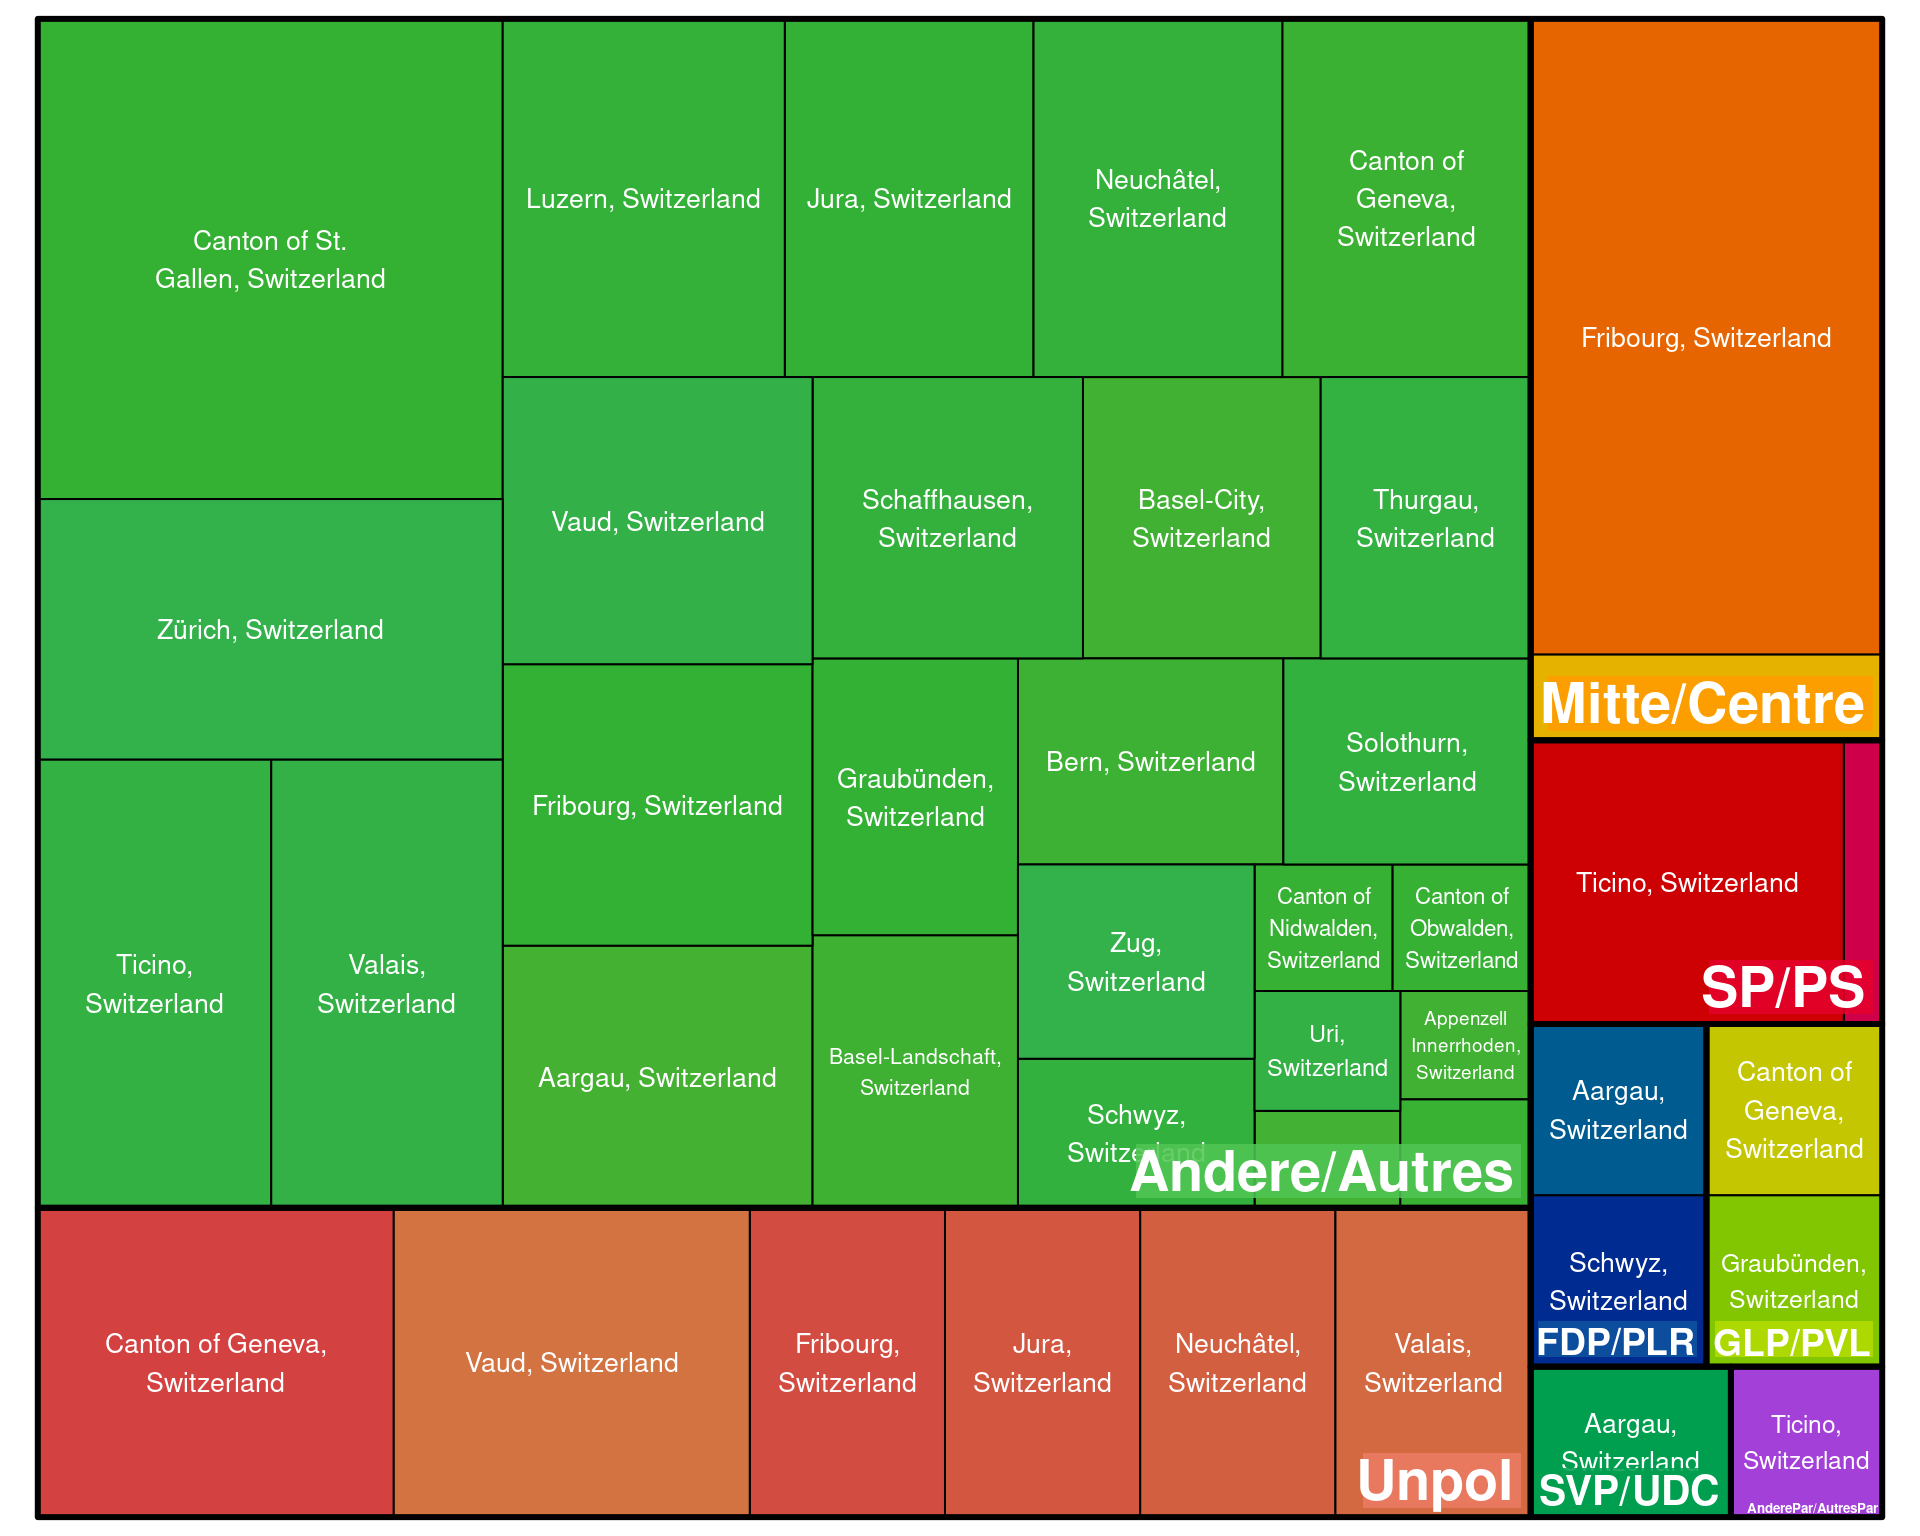 Canton of St.
Gallen, Switzerland
Luzern, Switzerland
Jura, Switzerland
Neuchâtel,
Switzerland
Canton of
Geneva,
Switzerland
Fribourg, Switzerland
Zürich, Switzerland
Vaud, Switzerland
Schaffhausen,
Switzerland
Basel-City,
Switzerland
Thurgau,
Switzerland
Mitte/Centre
Ticino,
Switzerland
Valais,
Switzerland
Fribourg, Switzerland
Graubünden,
Switzerland
Bern, Switzerland
Solothurn,
Switzerland
Ticino, Switzerland
SP/PS
Aargau, Switzerland
Basel-Landschaft,
Switzerland
Zug,
Switzerland
Canton of
Nidwalden,
Switzerland
Canton of
Obwalden,
Switzerland
Uri,
Switzerland
Appenzell
Innerrhoden,
Switzerland
Schwyz,
Switzerland
Andere/Autres
Aargau,
Switzerland
Canton of
Geneva,
Switzerland
Schwyz,
Switzerland
FDP/PLR
Graubünden,
Switzerland
GLP/PVL
Canton of Geneva,
Switzerland
Vaud, Switzerland
Fribourg,
Switzerland
Jura,
Switzerland
Neuchâtel,
Switzerland
Valais,
Switzerland
Unpol
Aargau,
Switzerland
SVP/UDC
Ticino,
Switzerland
AnderePar/AutresPar